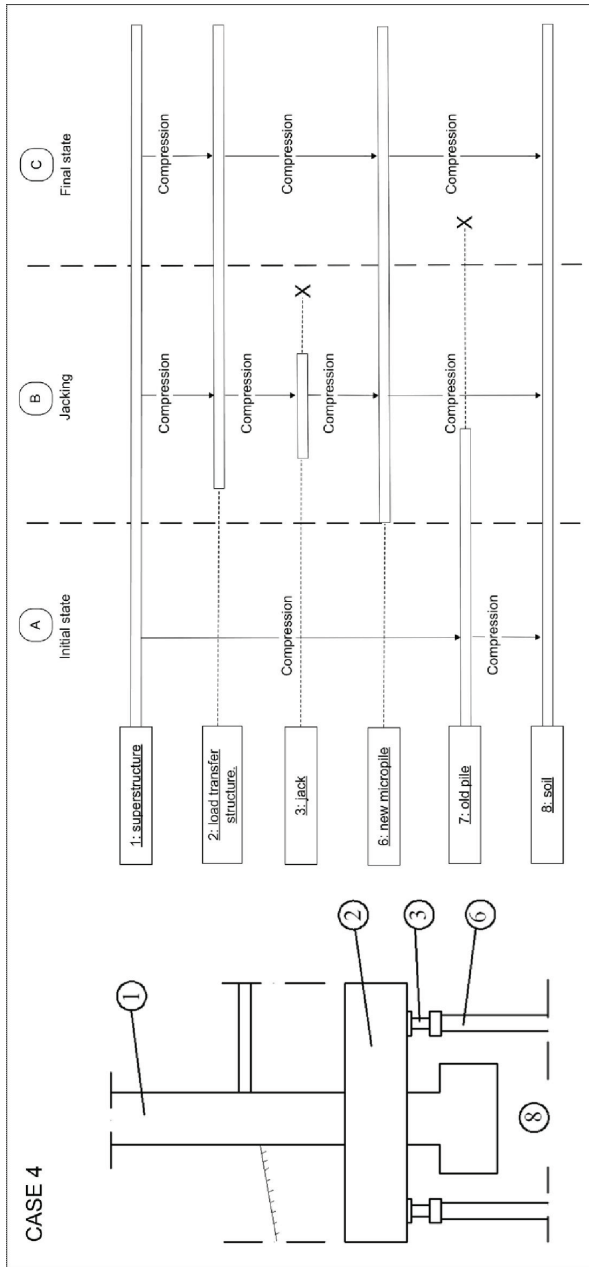 CASE 4
1
2
3
6
8
A
Initial state
B
Jacking
C
Final state
1: superstructure
2: load transfer
structure.
3: jack
6: new micropile
7: old pile
8: soil
Compression
Compression
Compression
Compression
Compression
Compression
Compression
Compression
Compression
X
X